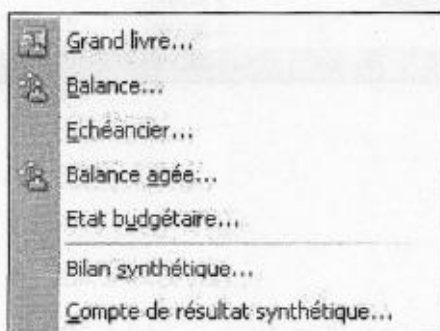 Grand livre...
Balance...
Echéancier...
Balance agée...
Etat budgétaire...
Bilan synthétique...
Compte de résultat synthétique...